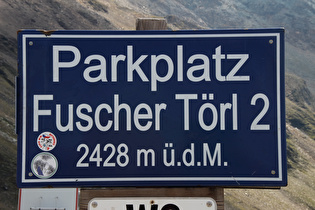 Parkplatz
Fuscher Törl 2
2428 m ü.d.M.